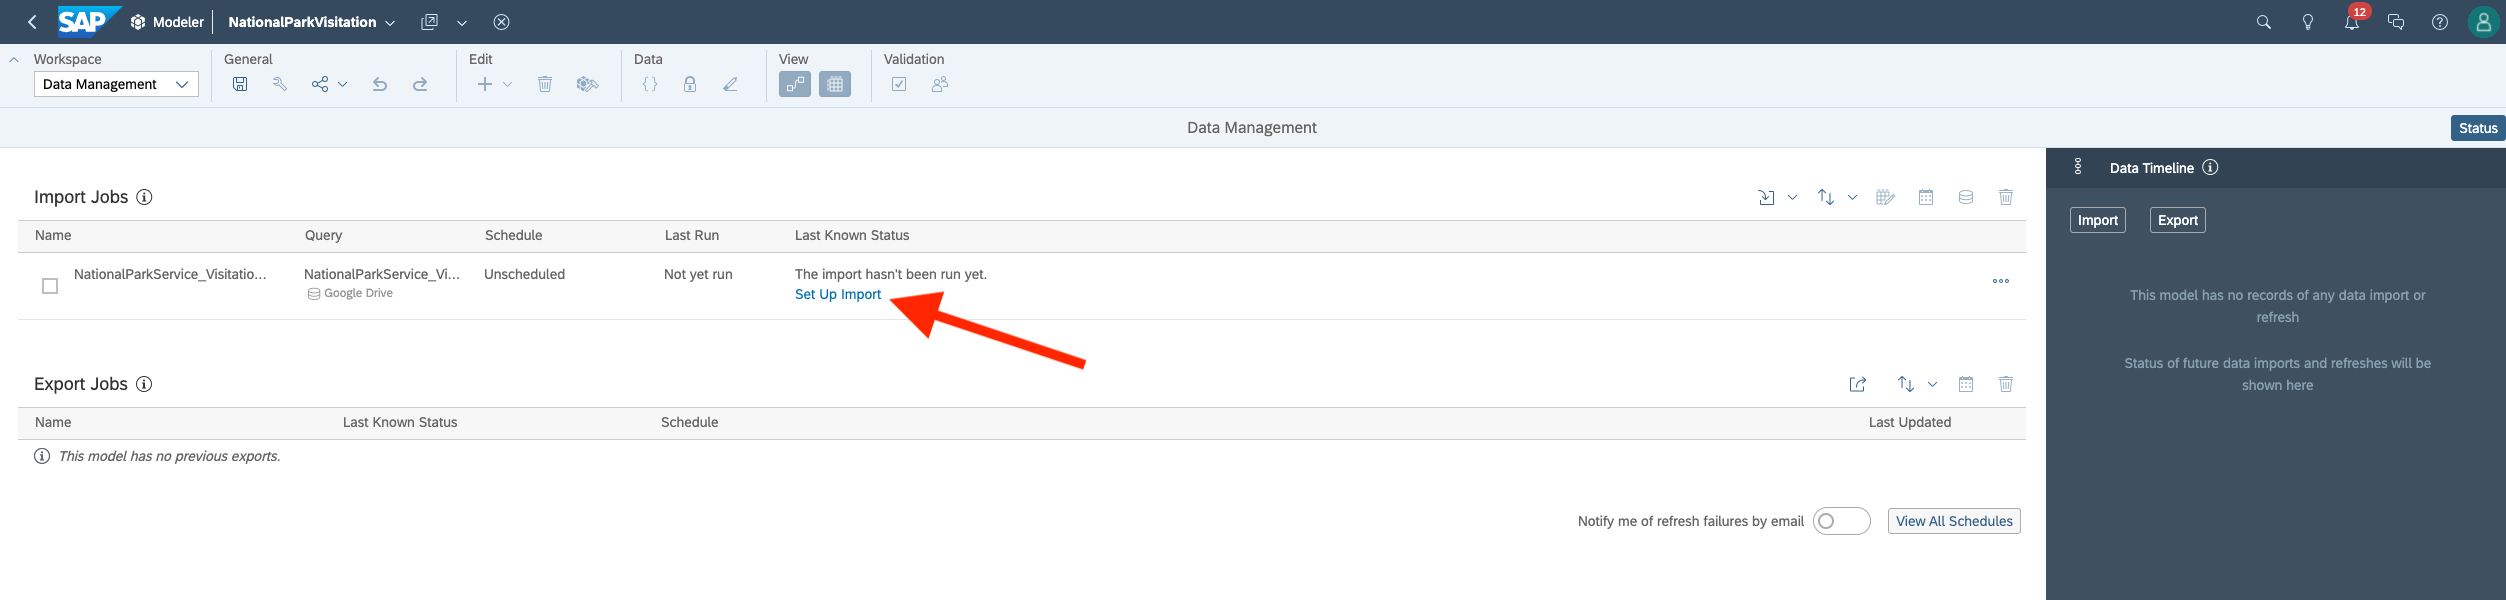 SAP Modeler NationalParkVisitation 12
Workspace General Edit Data View Validation
Data Management
Data Management
Status
Import Jobs
Name Query Schedule Last Run Last Known Status
NationalParkService_Visitatio... NationalParkService_Vi... Unscheduled Not yet run The import hasn't been run yet.
Google Drive Set Up Import
Export Jobs
Name Last Known Status Schedule Last Updated
This model has no previous exports.
Notify me of refresh failures by email View All Schedules
Data Timeline
Import Export
This model has no records of any data import or
refresh
Status of future data imports and refreshes will be
shown here